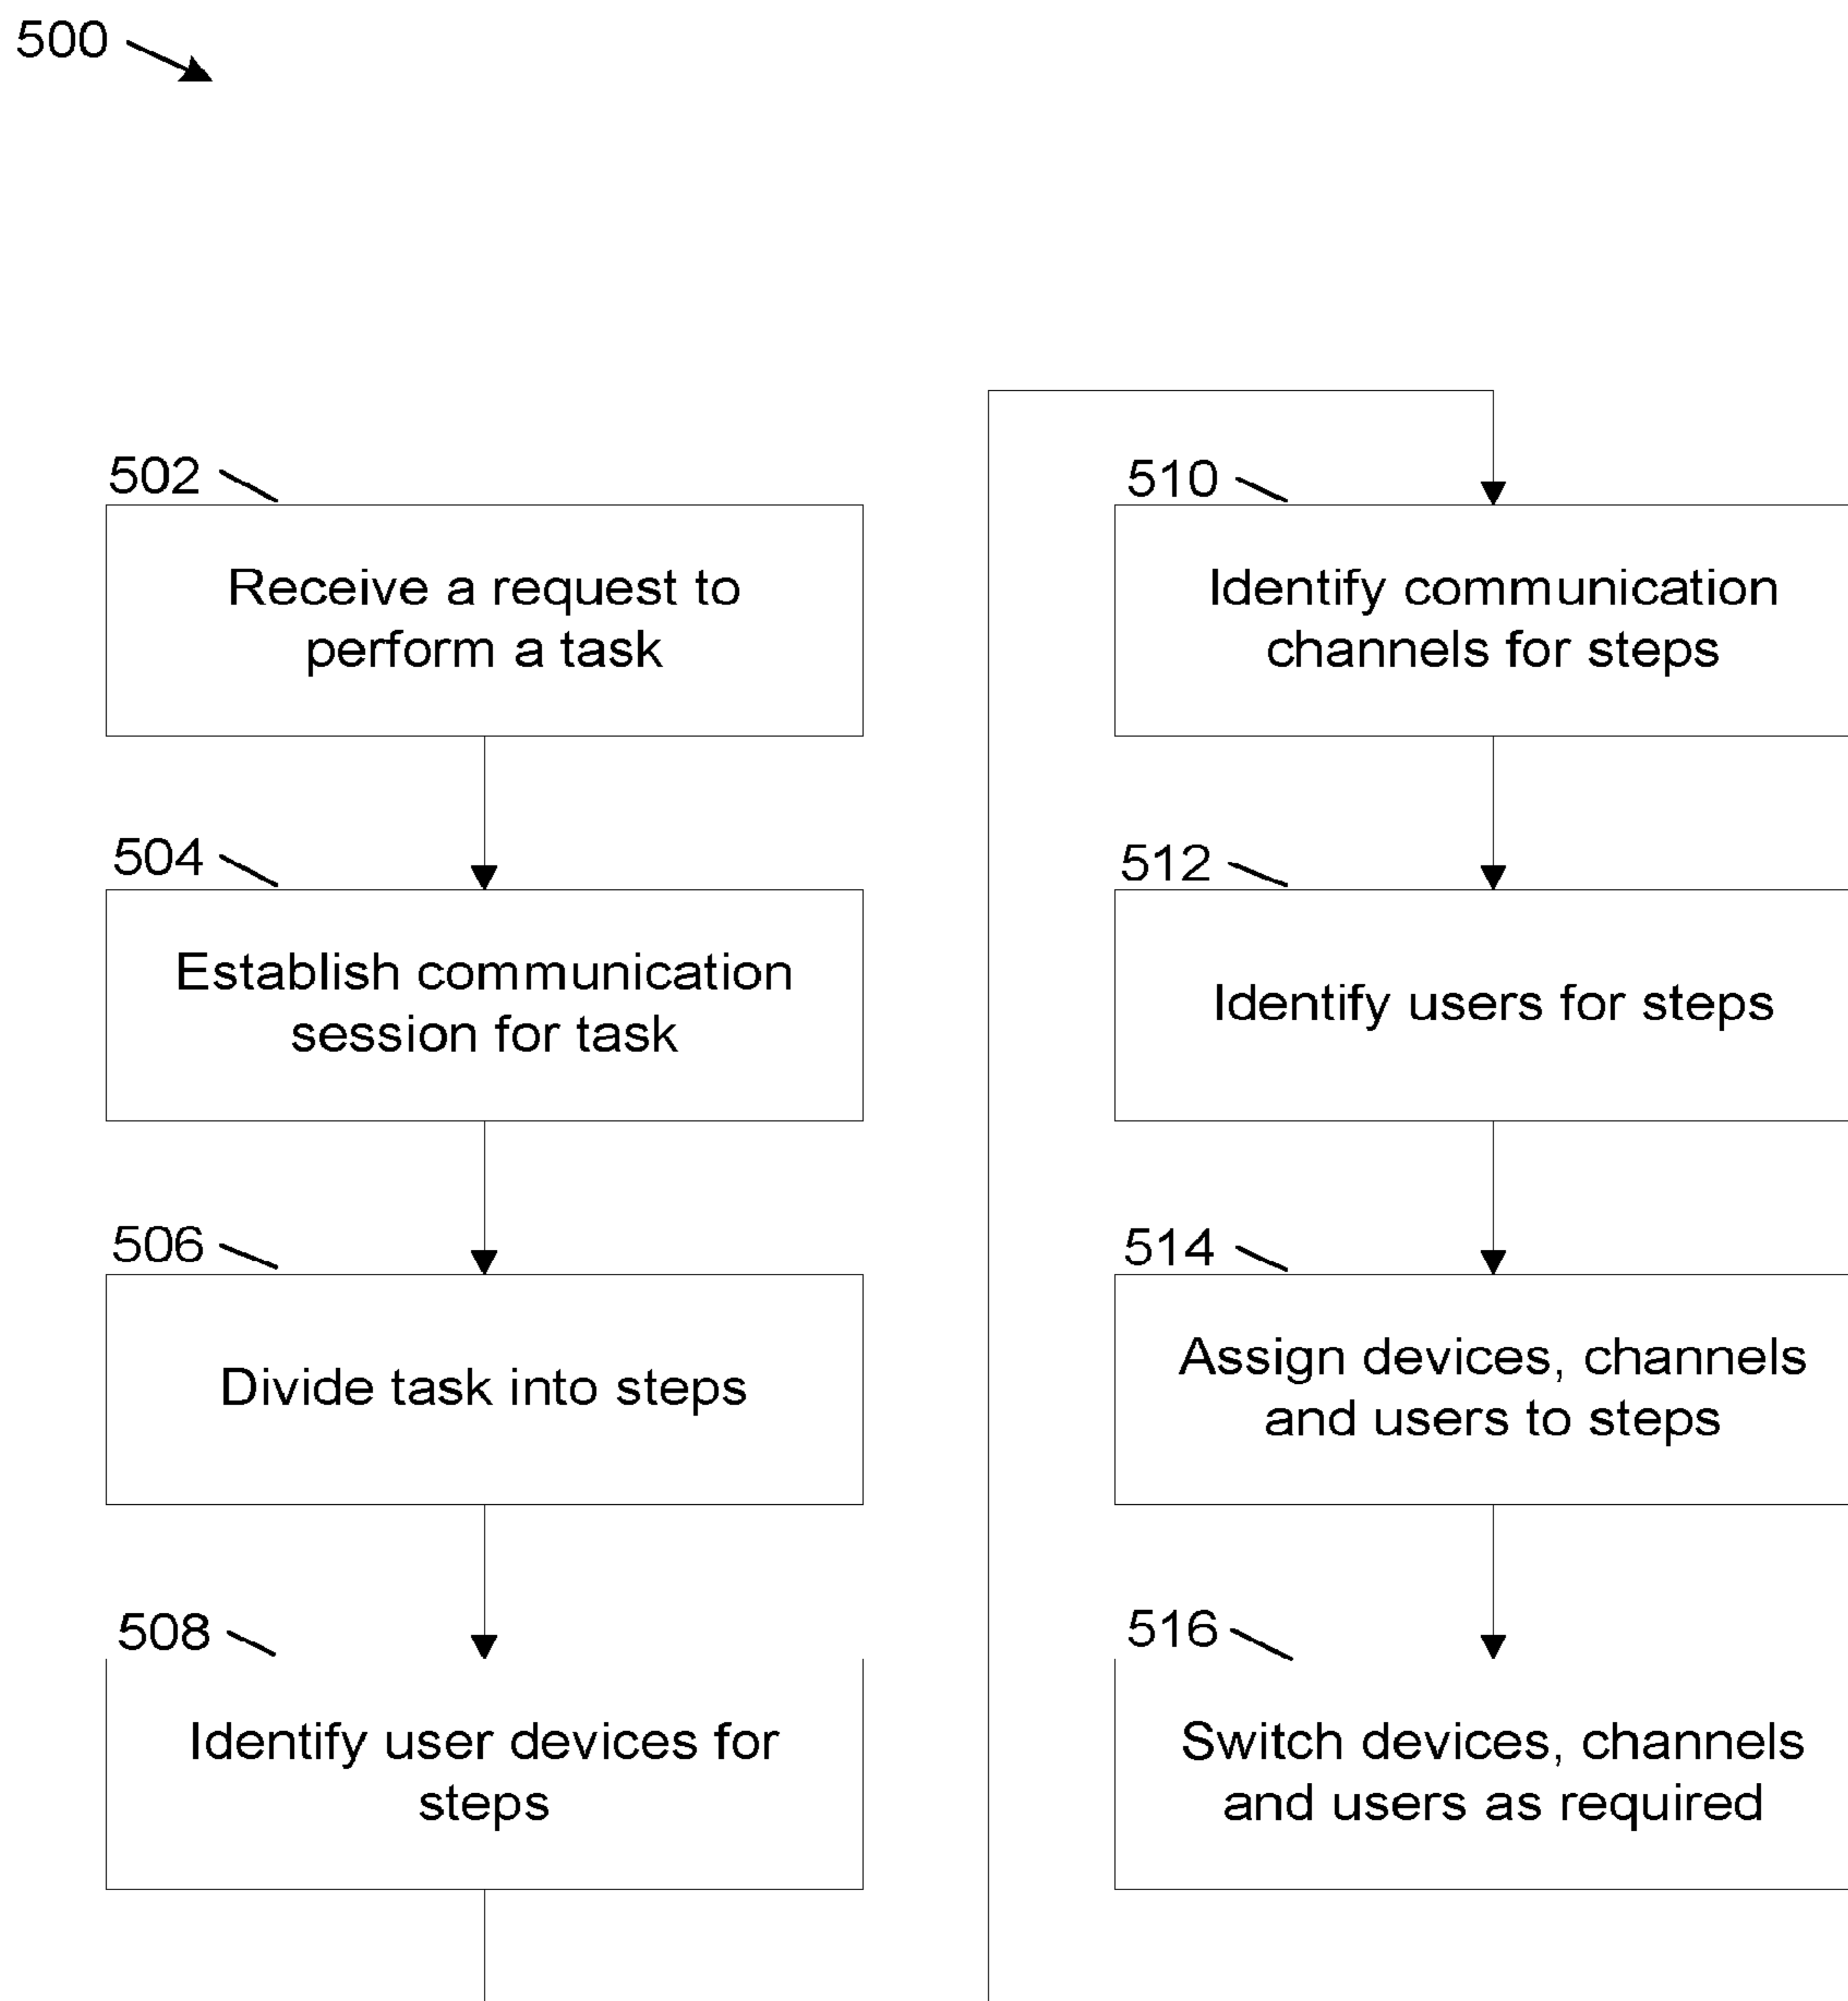 500
502
Receive a request to
perform a task
504
Establish communication
session for task
506
Divide task into steps
508
Identify user devices for
steps
510
Identify communication
channels for steps
512
Identify users for steps
514
Assign devices, channels
and users to steps
516
Switch devices, channels
and users as required